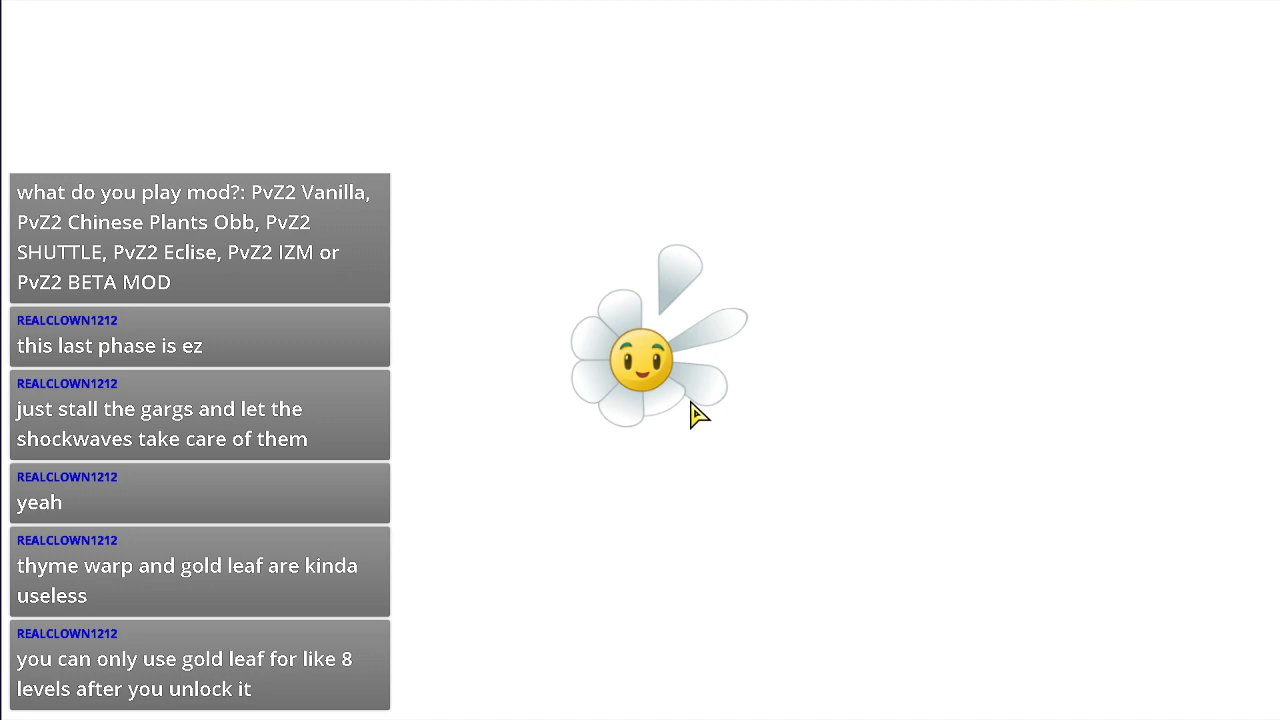 what do you play mod?: PvZ2 Vanilla,
PvZ2 Chinese Plants Obb, PvZ2
SHUTTLE, PvZ2 Eclise, PvZ2 IZM or
PvZ2 BETA MOD
REALCLOWN1212
this last phase is ez
REALCLOWN1212
just stall the gargs and let the
shockwaves take care of them
REALCLOWN1212
yeah
REALCLOWN1212
thyme warp and gold leaf are kinda
useless
REALCLOWN1212
you can only use gold leaf for like 8
levels after you unlock it